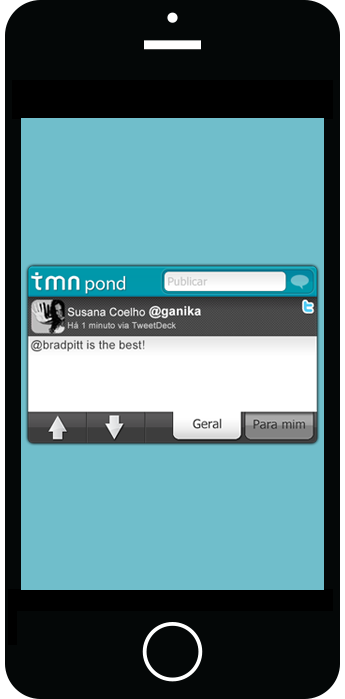 tmn pond
Publicar
Susana Coelho @ganika
Há 1 minuto via TweetDeck
@bradpitt is the best!
Geral
Para mim